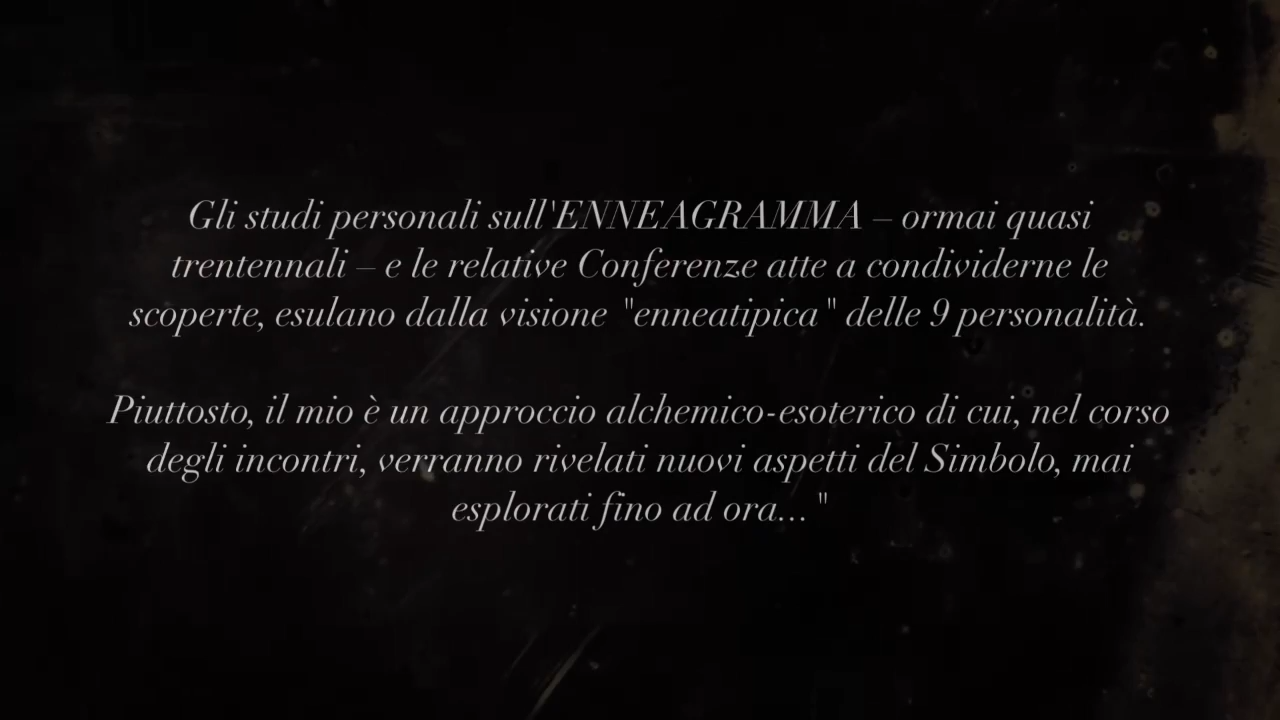 Gli studi personali sull'ENNEAGRAMMA – ormai quasi
trentennali – e le relative Conferenze atte a condividerne le
scoperte, esulano dalla visione "enneatipica" delle 9 personalità.
Piuttosto, il mio è un approccio alchemico-esoterico di cui, nel corso
degli incontri, verranno rivelati nuovi aspetti del Simbolo, mai
esplorati fino ad ora... "